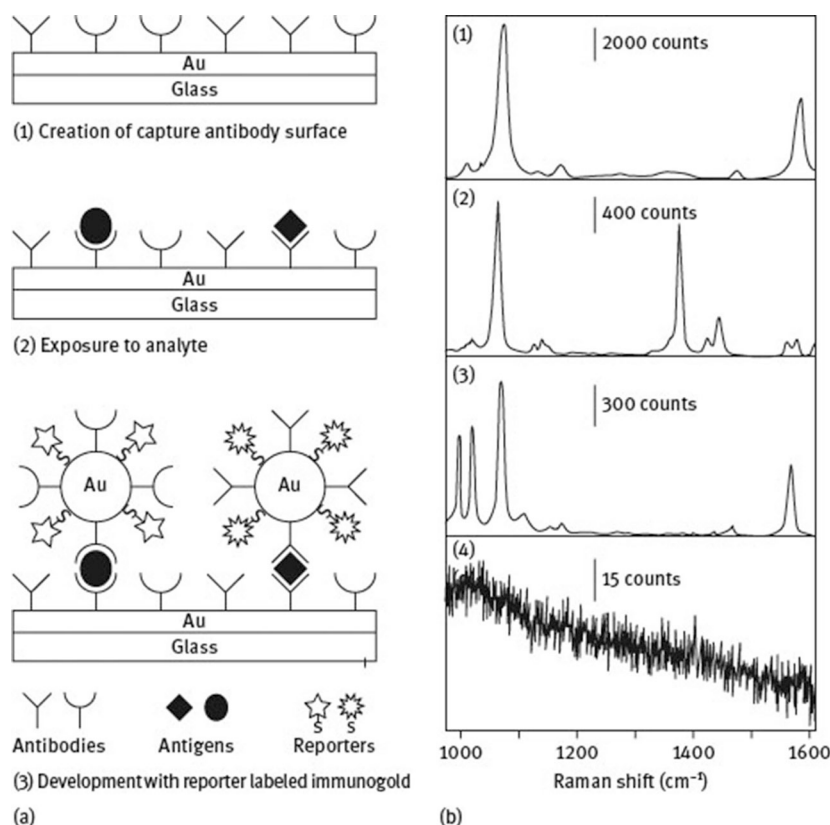 Au
Glass
(1) Creation of capture antibody surface
Au
Glass
(2) Exposure to analyte
Au
Au
Au
Glass
S
S
Antibodies
Antigens
Reporters
(3) Development with reporter labeled immunogold
(a)
(1)
2000 counts
(2)
400 counts
(3)
300 counts
(4)
15 counts
1000
1200
1400
1600
Raman shift (cm⁻¹)
(b)